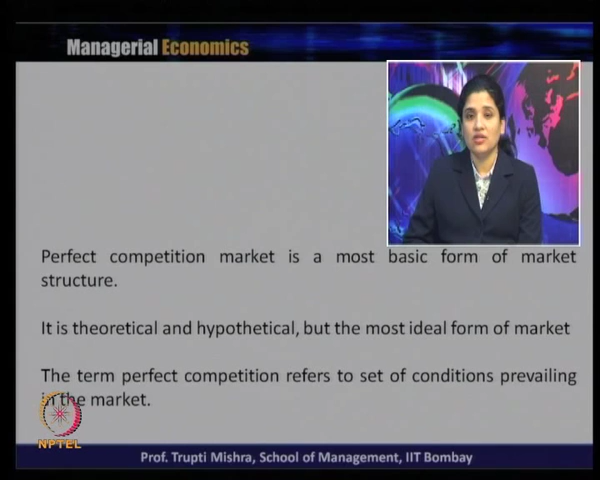 Managerial Economics
Perfect competition market is a most basic form of market
structure.
It is theoretical and hypothetical, but the most ideal form of market
The term perfect competition refers to set of conditions prevailing
in the market.
NPTEL
Prof. Trupti Mishra, School of Management, IIT Bombay